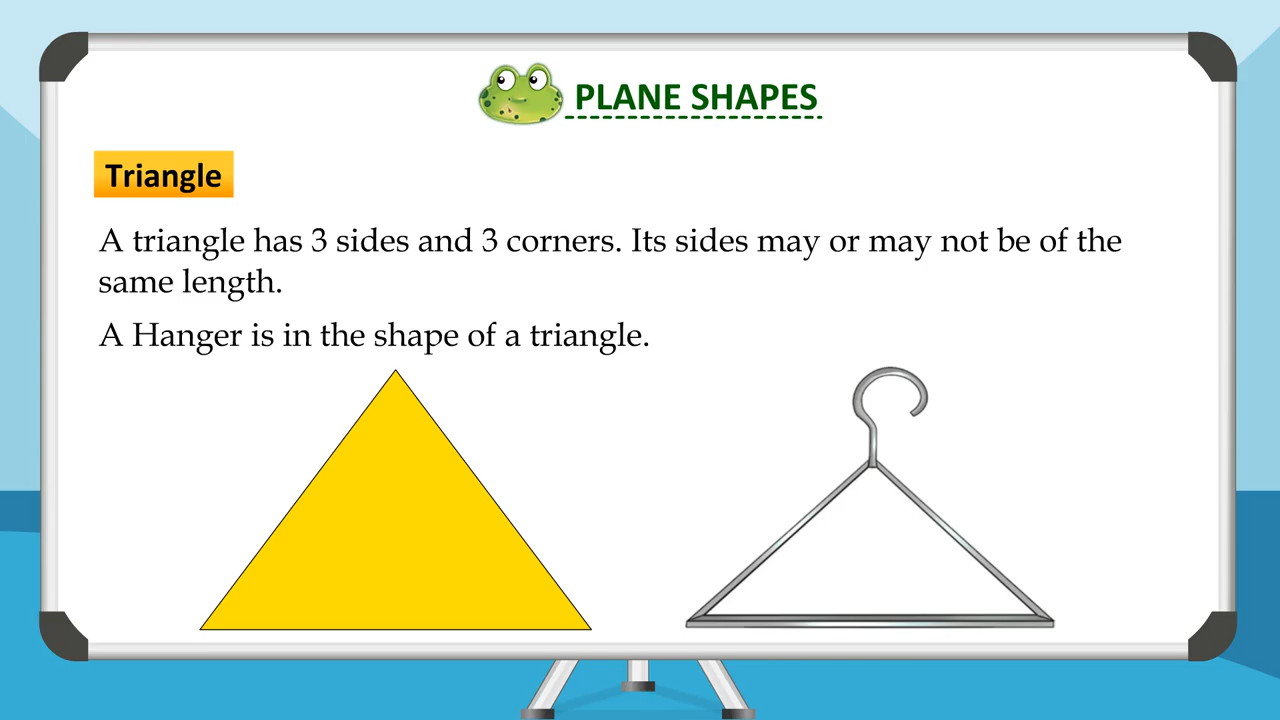 PLANE SHAPES
Triangle
A triangle has 3 sides and 3 corners. Its sides may or may not be of the
same length.
A Hanger is in the shape of a triangle.